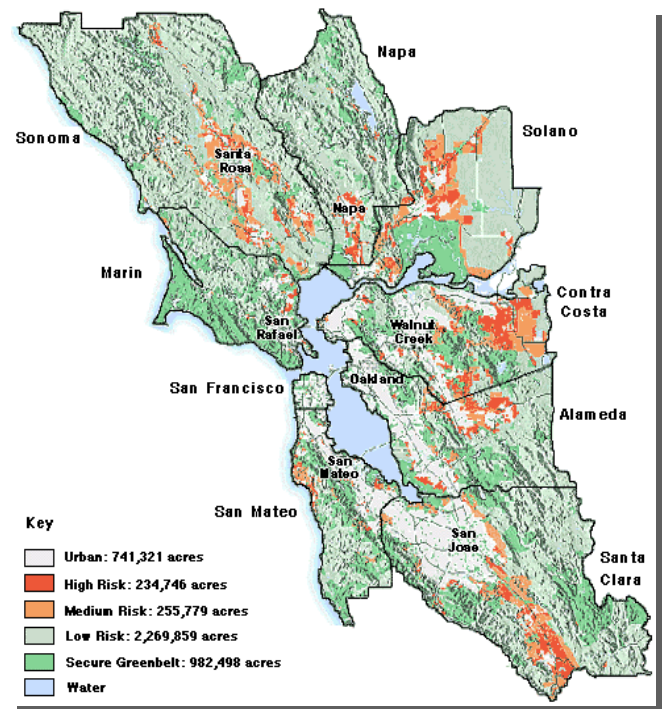 Napa
Solano
Sonoma
Santa
Rosa
Napa
Marin
Contra
Costa
San
Rafael
Walnut
Creek
San Francisco
Oakland
Alameda
San
Mateo
San Mateo
San
Jose
Santa
Clara
Key
Urban: 741,321 acres
High Risk: 234,746 acres
Medium Risk: 255,779 acres
Low Risk: 2,269,859 acres
Secure Greenbelt: 982,498 acres
Water